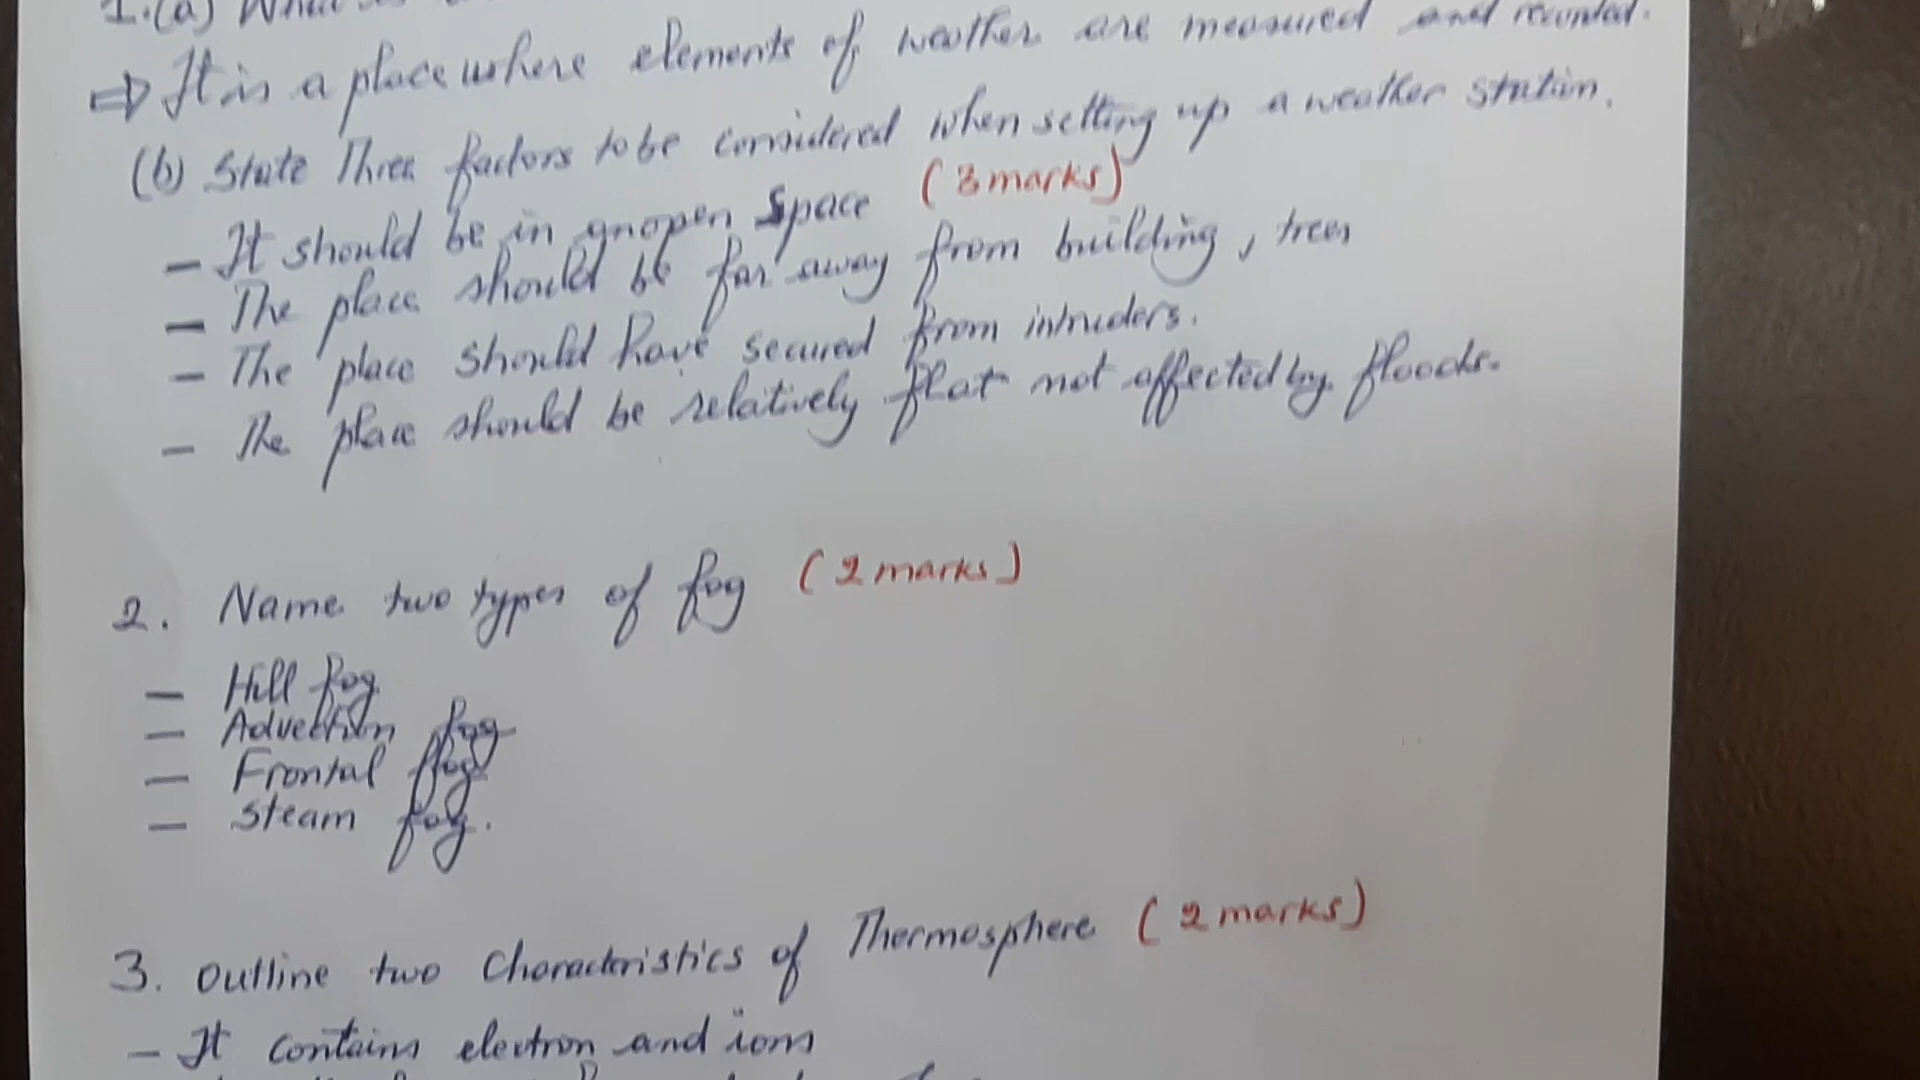 1.(a) What
⇒ It is a place where elements of weather are measured and recorded.
(b) State Three factors to be considered when setting up a weather station.
(3 marks)
– It should be in an open space
– The place should be far away from building, trees
– The place should have secured from intruders.
– The place should be relatively flat not affected by floods.
2. Name two types of fog (2 marks)
– Hill fog
– Advection fog
– Frontal fog
– Steam fog.
3. Outline two Characteristics of Thermosphere (2 marks)
– It contains electron and ions